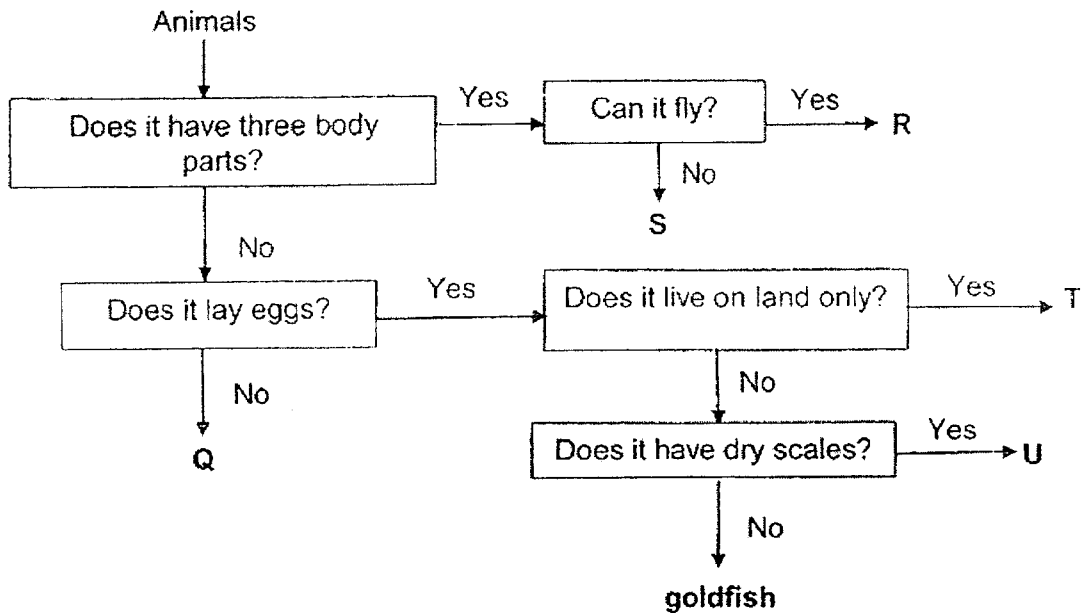 Animals
Does it have three body
parts?
Yes
Can it fly?
Yes
R
No
S
No
Does it lay eggs?
Yes
Does it live on land only?
Yes
T
No
Q
No
Does it have dry scales?
Yes
U
No
goldfish